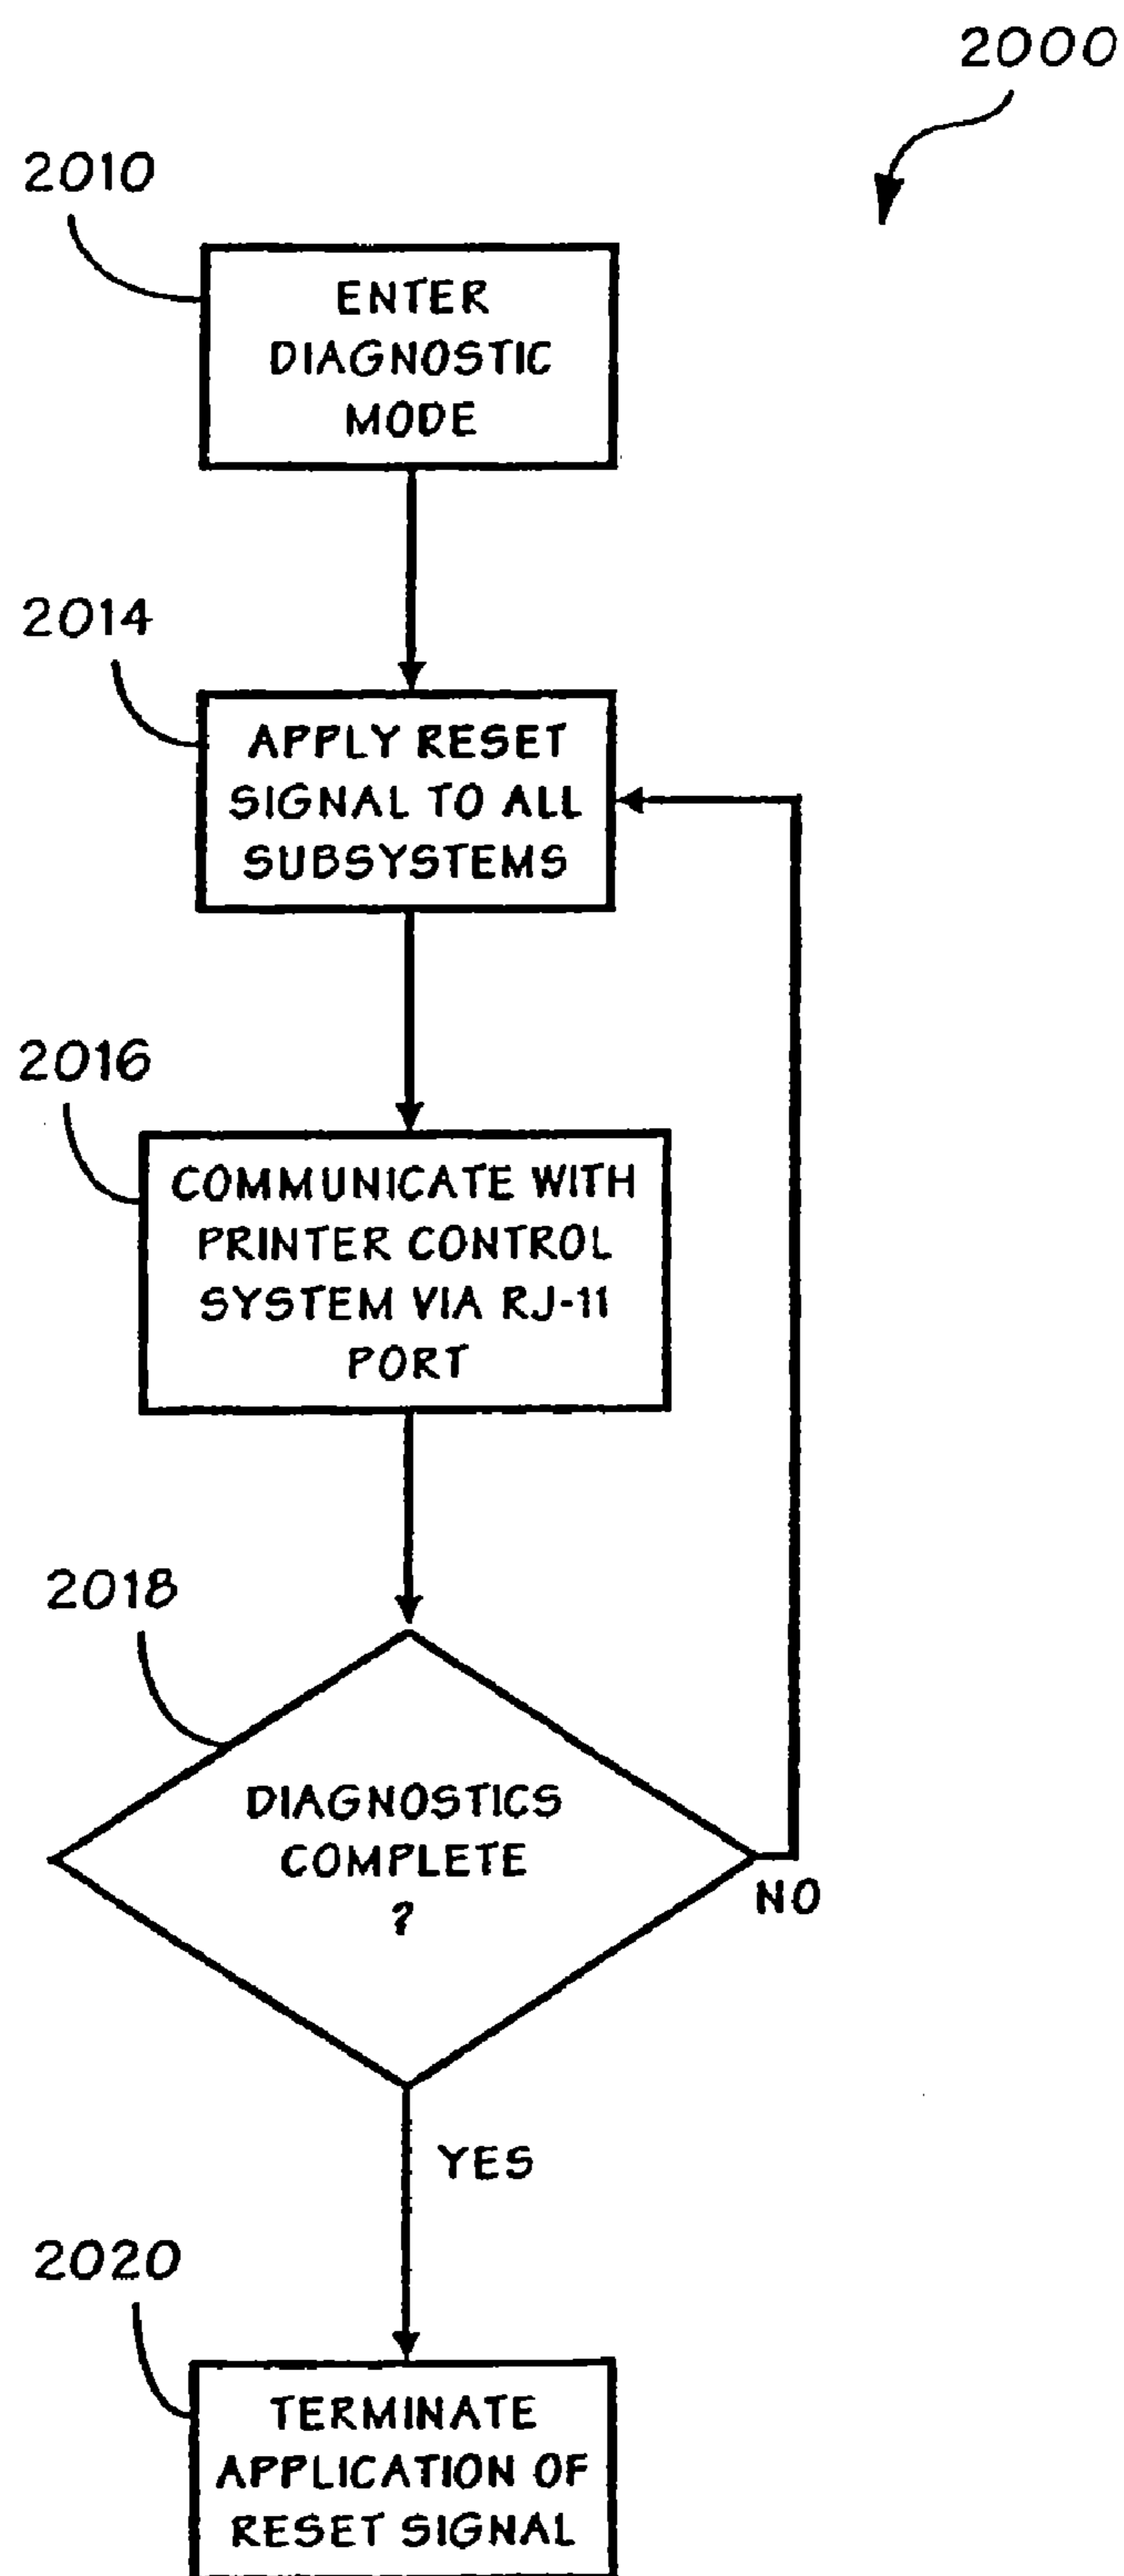 2000
2010
ENTER
DIAGNOSTIC
MODE
2014
APPLY RESET
SIGNAL TO ALL
SUBSYSTEMS
2016
COMMUNICATE WITH
PRINTER CONTROL
SYSTEM VIA RJ-11
PORT
2018
DIAGNOSTICS
COMPLETE
?
NO
YES
2020
TERMINATE
APPLICATION OF
RESET SIGNAL